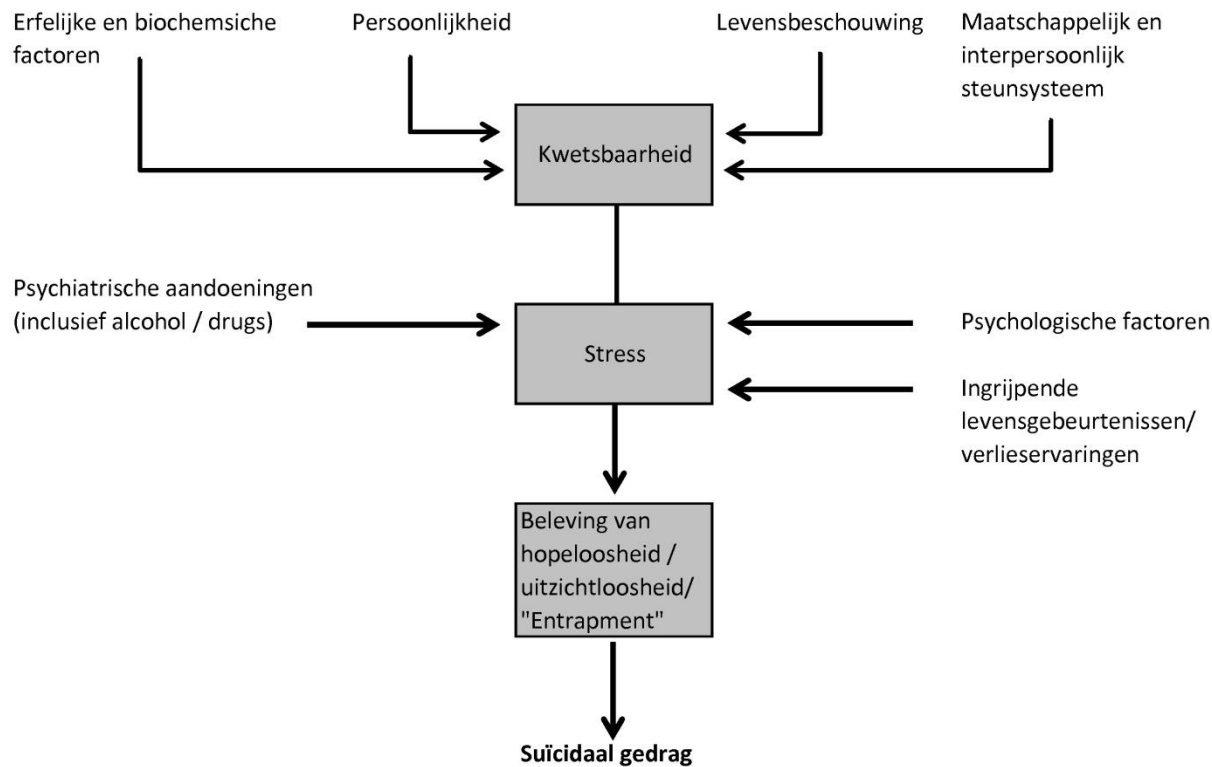 Erfelijke en biochemsiche
factoren
Persoonlijkheid
Levensbeschouwing
Maatschappelijk en
interpersoonlijk
steunsysteem
Kwetsbaarheid
Psychiatrische aandoeningen
(inclusief alcohol / drugs)
Stress
Psychologische factoren
Ingrijpende
levensgebeurtenissen/
verlieservaringen
Beleving van
hopeloosheid /
uitzichtloosheid/
"Entrapment"
Suïcidaal gedrag